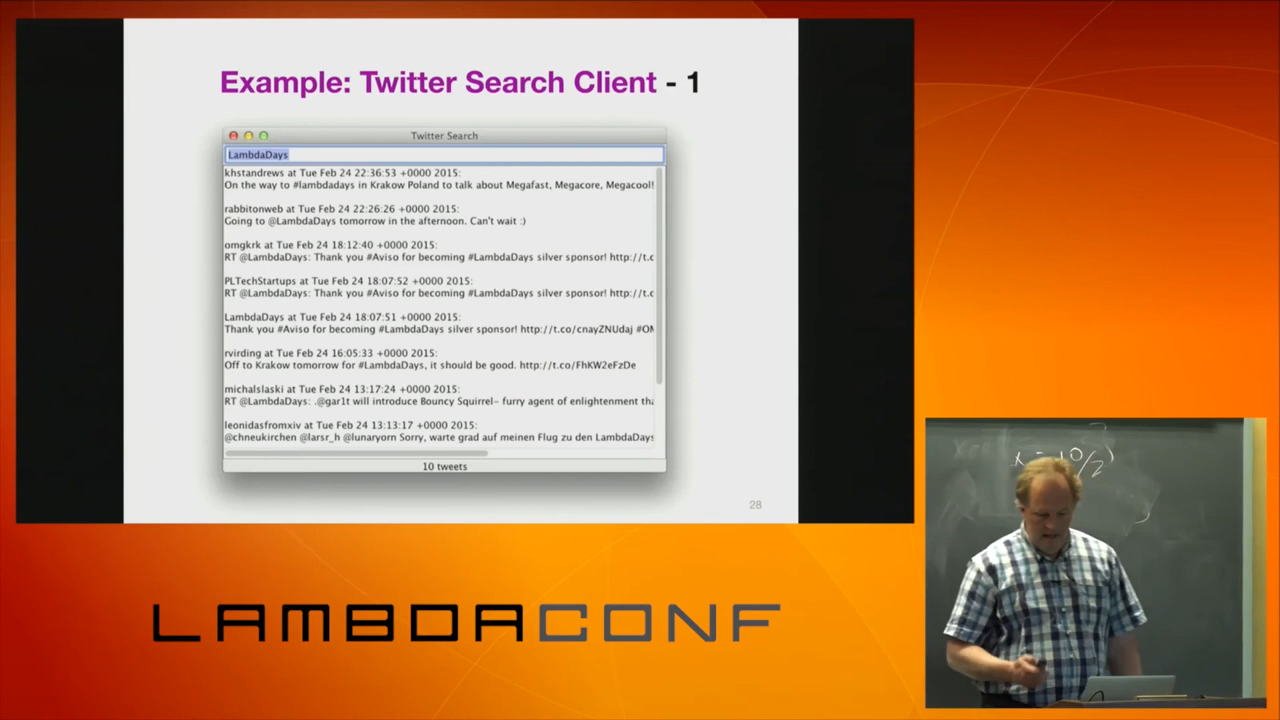 Example: Twitter Search Client - 1
Twitter Search
LambdaDays
khstandrews at Tue Feb 24 22:36:53 +0000 2015:
On the way to #lambdadays in Krakow Poland to talk about Megafast, Megacore, Megacool!
rabbitonweb at Tue Feb 24 22:26:26 +0000 2015:
Going to @LambdaDays tomorrow in the afternoon. Can't wait :)
omgkrk at Tue Feb 24 18:12:40 +0000 2015:
RT @LambdaDays: Thank you #Aviso for becoming #LambdaDays silver sponsor! http://t.c
PLTechStartups at Tue Feb 24 18:07:52 +0000 2015:
RT @LambdaDays: Thank you #Aviso for becoming #LambdaDays silver sponsor! http://t.c
LambdaDays at Tue Feb 24 18:07:51 +0000 2015:
Thank you #Aviso for becoming #LambdaDays silver sponsor! http://t.co/cnayZNUdaj #OM
rvirding at Tue Feb 24 16:05:33 +0000 2015:
Off to Krakow tomorrow for #LambdaDays, it should be good. http://t.co/FhKW2eFzDe
michalslaski at Tue Feb 24 13:17:24 +0000 2015:
RT @LambdaDays: .@gar1t will introduce Bouncy Squirrel- furry agent of enlightenment tha
leonidasfromxiv at Tue Feb 24 13:13:17 +0000 2015:
@chneukirchen @larsr_h @lunaryorn Sorry, warte grad auf meinen Flug zu den LambdaDays
10 tweets
28
LAMBDACONF